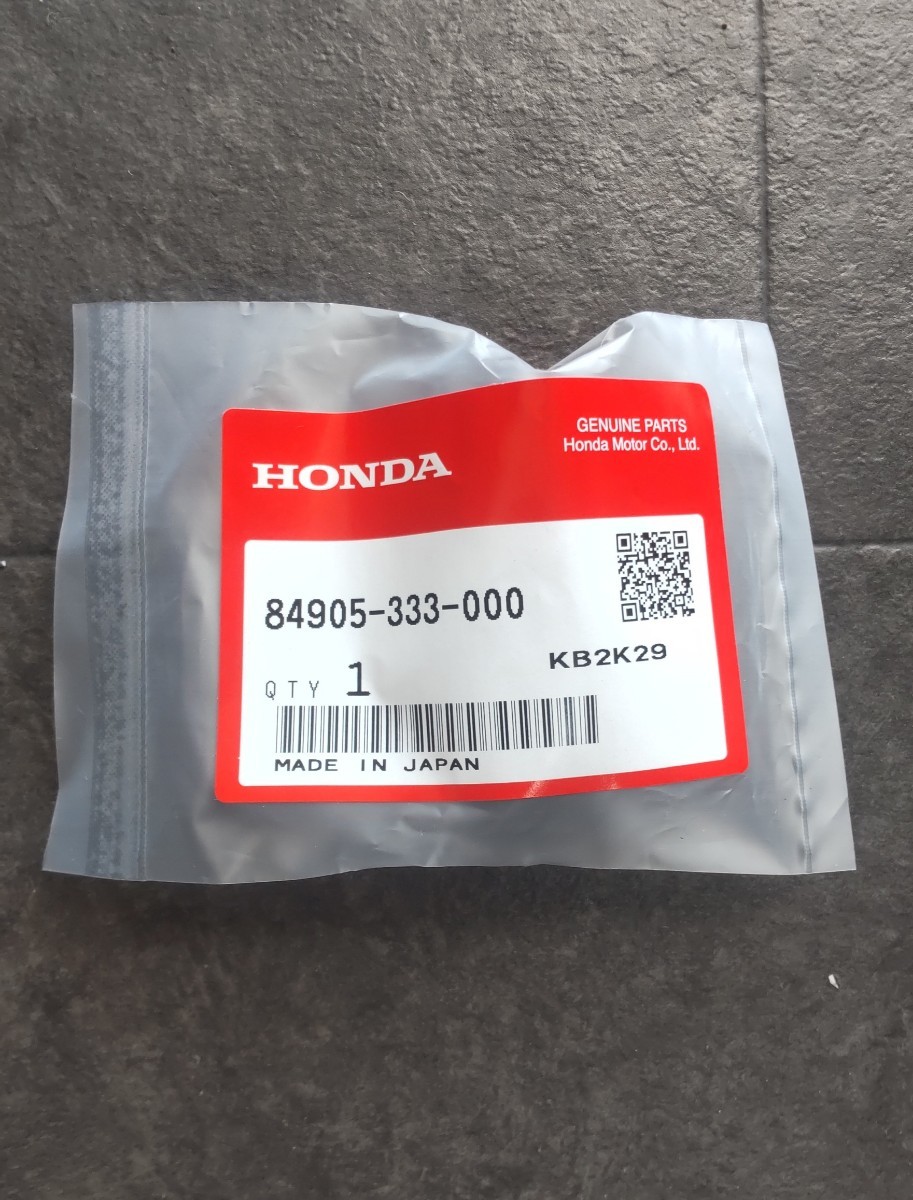 GENUINE PARTS
Honda Motor Co., Ltd.
HONDA
84905-333-000
KB2K29
QTY 1
MADE IN JAPAN